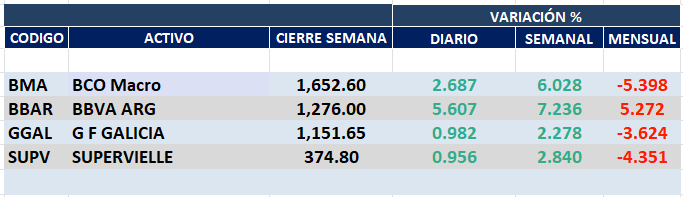 VARIACIÓN %
CODIGO ACTIVO CIERRE SEMANA DIARIO SEMANAL MENSUAL
BMA BCO Macro 1,652.60 2.687 6.028 -5.398
BBAR BBVA ARG 1,276.00 5.607 7.236 5.272
GGAL G F GALICIA 1,151.65 0.982 2.278 -3.624
SUPV SUPERVIELLE 374.80 0.956 2.840 -4.351